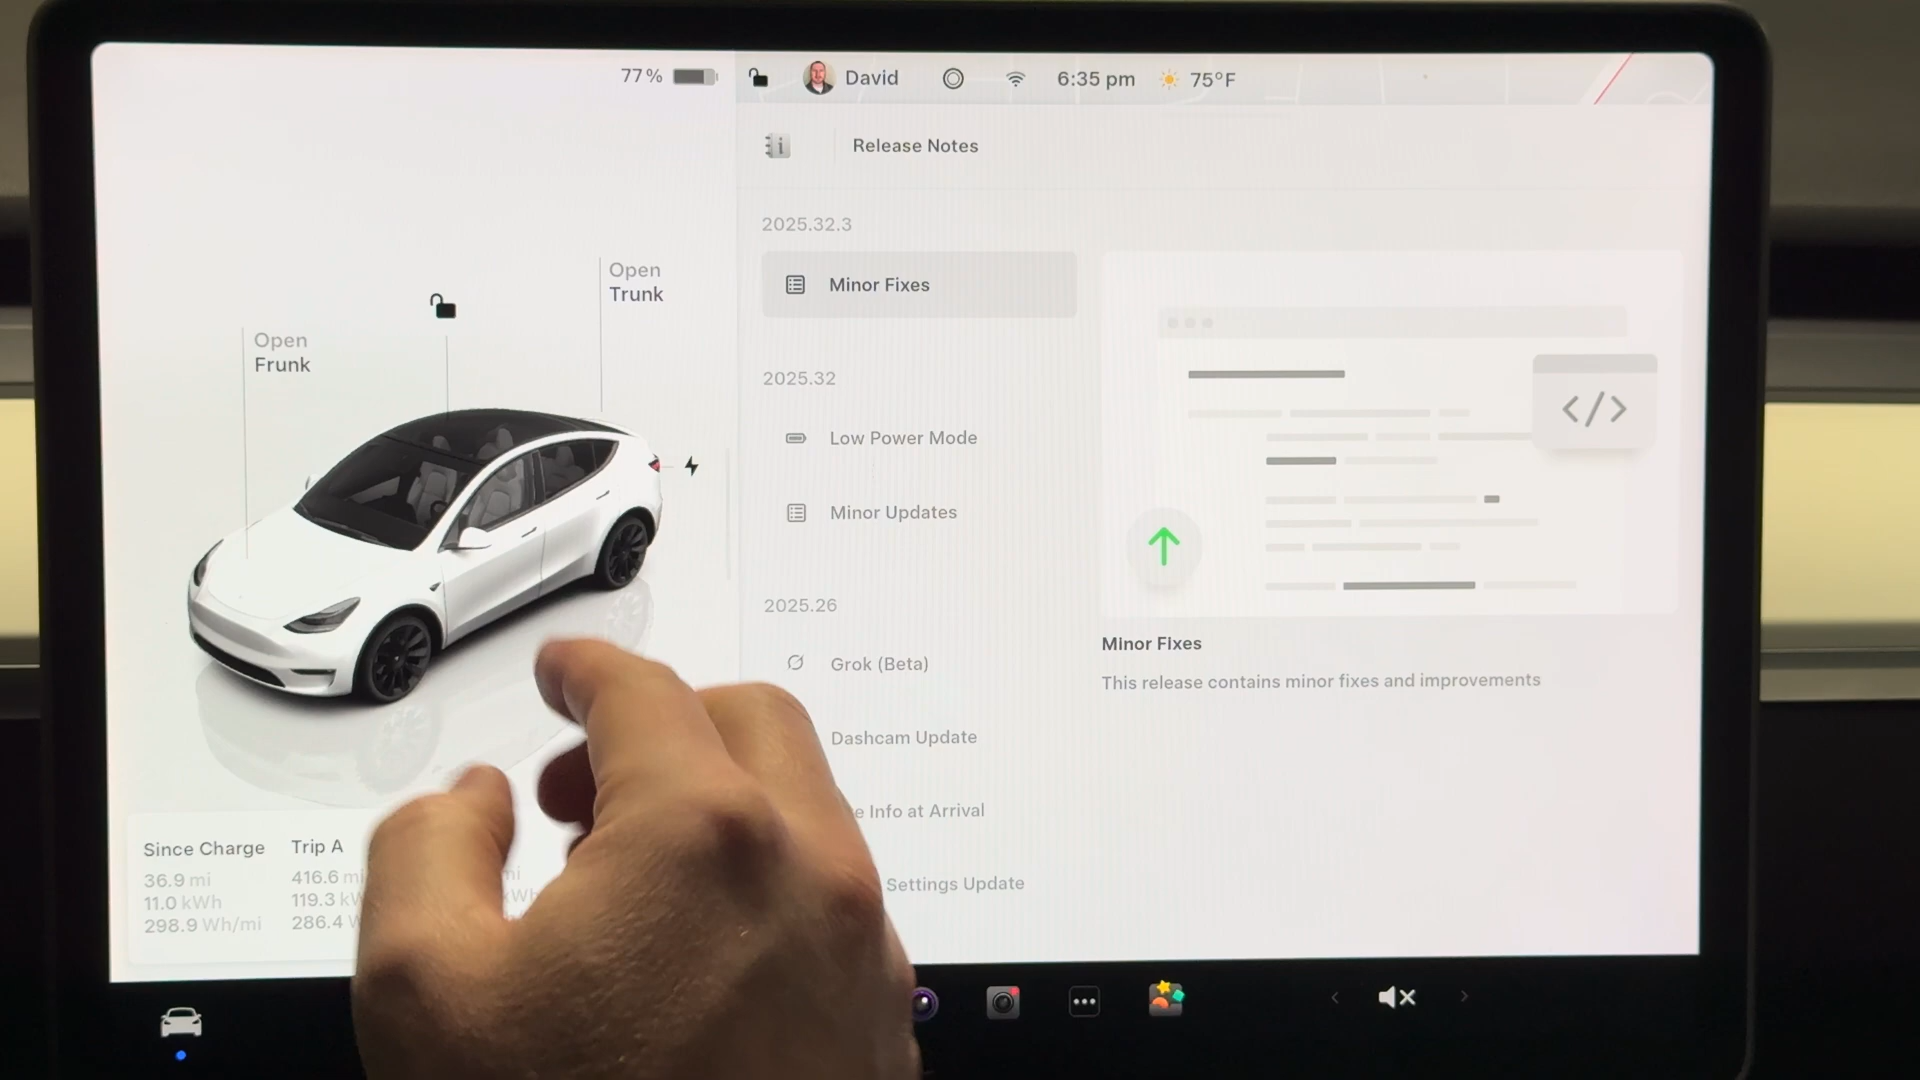 77%
David
6:35 pm
75°F
Release Notes
2025.32.3
Minor Fixes
2025.32
Low Power Mode
Minor Updates
2025.26
Grok (Beta)
Dashcam Update
Info at Arrival
Settings Update
Open
Frunk
Open
Trunk
Since Charge
36.9 mi
11.0 kWh
298.9 Wh/mi
Trip A
416.6 mi
119.3
286.4
mi
Minor Fixes
This release contains minor fixes and improvements